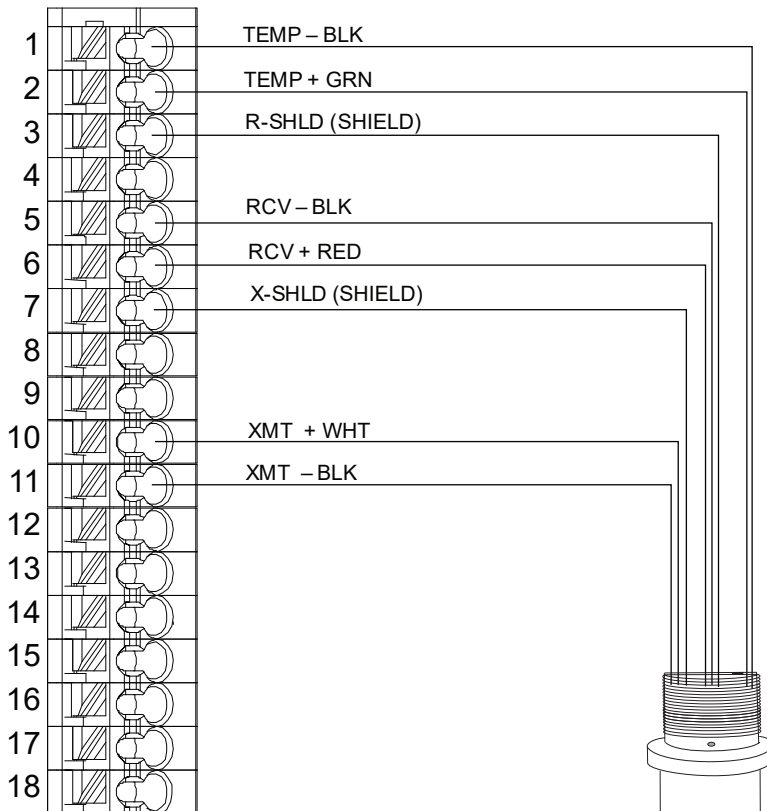 1 TEMP – BLK
2 TEMP + GRN
3 R-SHLD (SHIELD)
4
5 RCV – BLK
6 RCV + RED
7 X-SHLD (SHIELD)
8
9
10 XMT + WHT
11 XMT – BLK
12
13
14
15
16
17
18